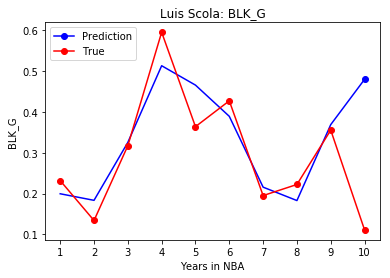 Luis Scola: BLK_G
Prediction
True
BLK_G
0.6
0.5
0.4
0.3
0.2
0.1
1 2 3 4 5 6 7 8 9 10
Years in NBA